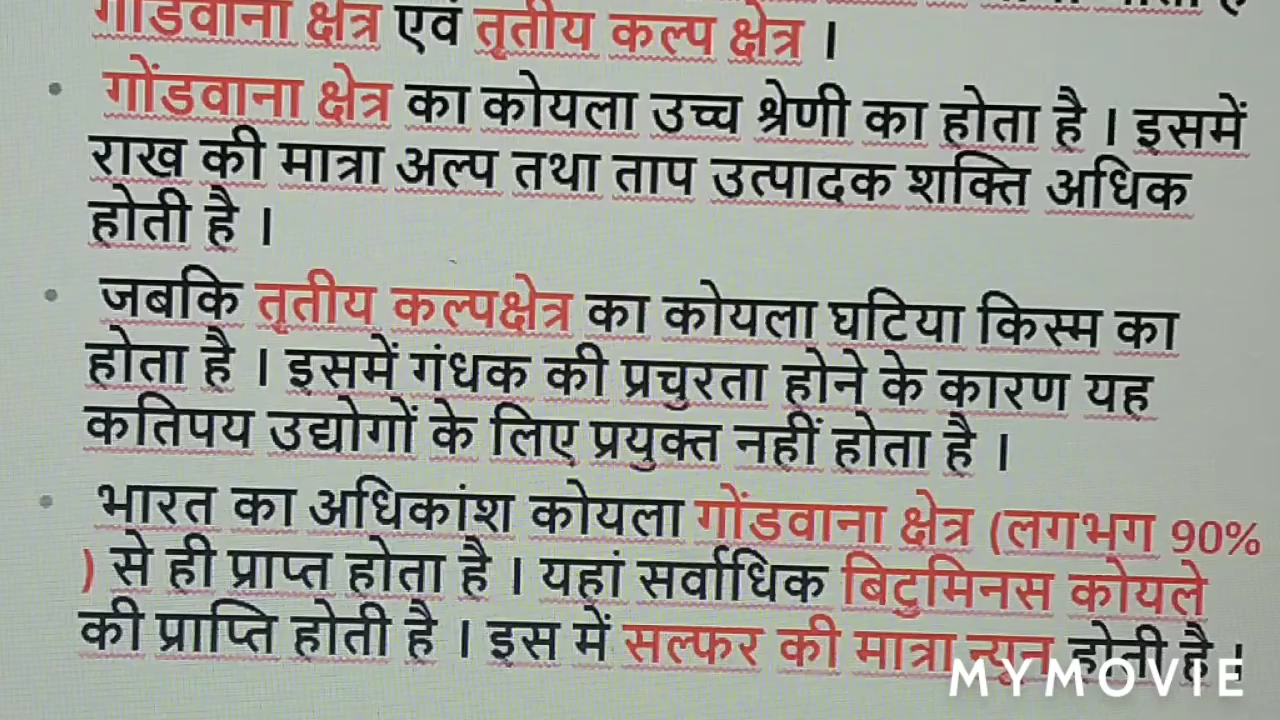 गोंडवाना क्षेत्र एवं तृतीय कल्प क्षेत्र ।
गोंडवाना क्षेत्र का कोयला उच्च श्रेणी का होता है । इसमें
राख की मात्रा अल्प तथा ताप उत्पादक शक्ति अधिक
होती है ।
जबकि तृतीय कल्पक्षेत्र का कोयला घटिया किस्म का
होता है । इसमें गंधक की प्रचुरता होने के कारण यह
कतिपय उद्योगों के लिए प्रयुक्त नहीं होता है ।
भारत का अधिकांश कोयला गोंडवाना क्षेत्र (लगभग 90%
) से ही प्राप्त होता है । यहां सर्वाधिक बिटुमिनस कोयले
की प्राप्ति होती है । इस में सल्फर की मात्रा न्यून होती है ।
MYMOVIE